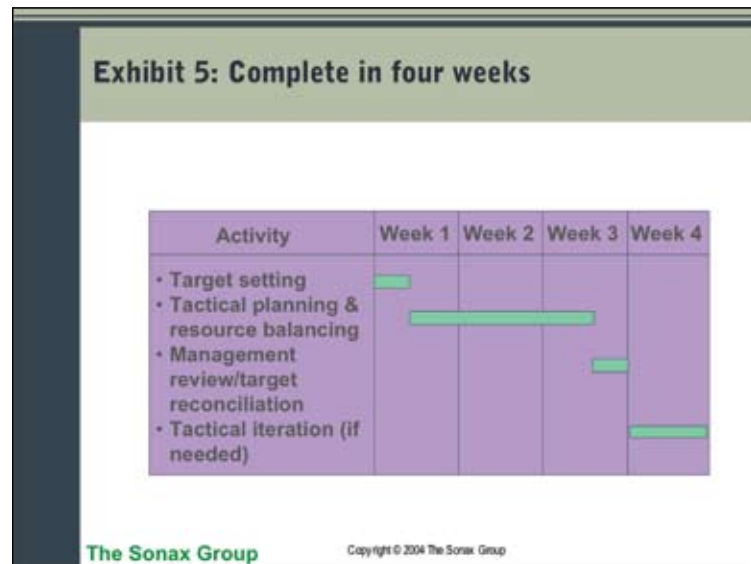 Exhibit 5: Complete in four weeks
Activity Week 1 Week 2 Week 3 Week 4
• Target setting
• Tactical planning &
resource balancing
• Management
review/target
reconciliation
• Tactical iteration (if
needed)
The Sonax Group Copyright © 2004 The Sonax Group